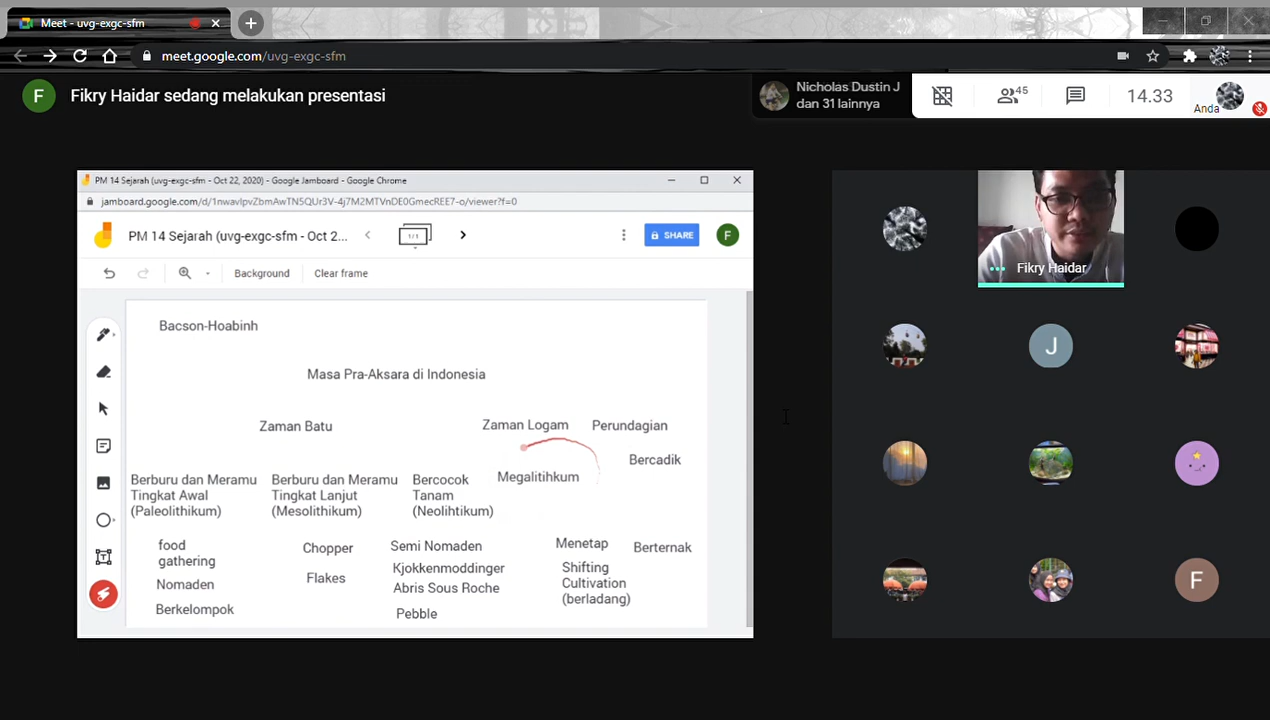 Meet - uvg-exgc-sfm
meet.google.com/uvg-exgc-sfm
F
Fikry Haidar sedang melakukan presentasi
Nicholas Dustin J
dan 31 lainnya
45
14.33
Anda
PM 14 Sejarah (uvg-exgc-sfm - Oct 22, 2020) - Google Jamboard - Google Chrome
jamboard.google.com/d/1nwavIpvZbmAwTN5QUr3V-4j7M2MTVnDE0GmecREE7-o/viewer?f=0
PM 14 Sejarah (uvg-exgc-sfm - Oct 2...
1/1
SHARE
F
Background
Clear frame
Bacson-Hoabinh
Masa Pra-Aksara di Indonesia
Zaman Batu
Zaman Logam
Perundagian
Bercadik
Megalitihkum
Berburu dan Meramu
Tingkat Awal
(Paleolithikum)
Berburu dan Meramu
Tingkat Lanjut
(Mesolithikum)
Bercocok
Tanam
(Neolihtikum)
food
gathering
Nomaden
Berkelompok
Chopper
Flakes
Semi Nomaden
Kjokkenmoddinger
Abris Sous Roche
Pebble
Menetap
Shifting
Cultivation
(berladang)
Berternak
Fikry Haidar
J
F